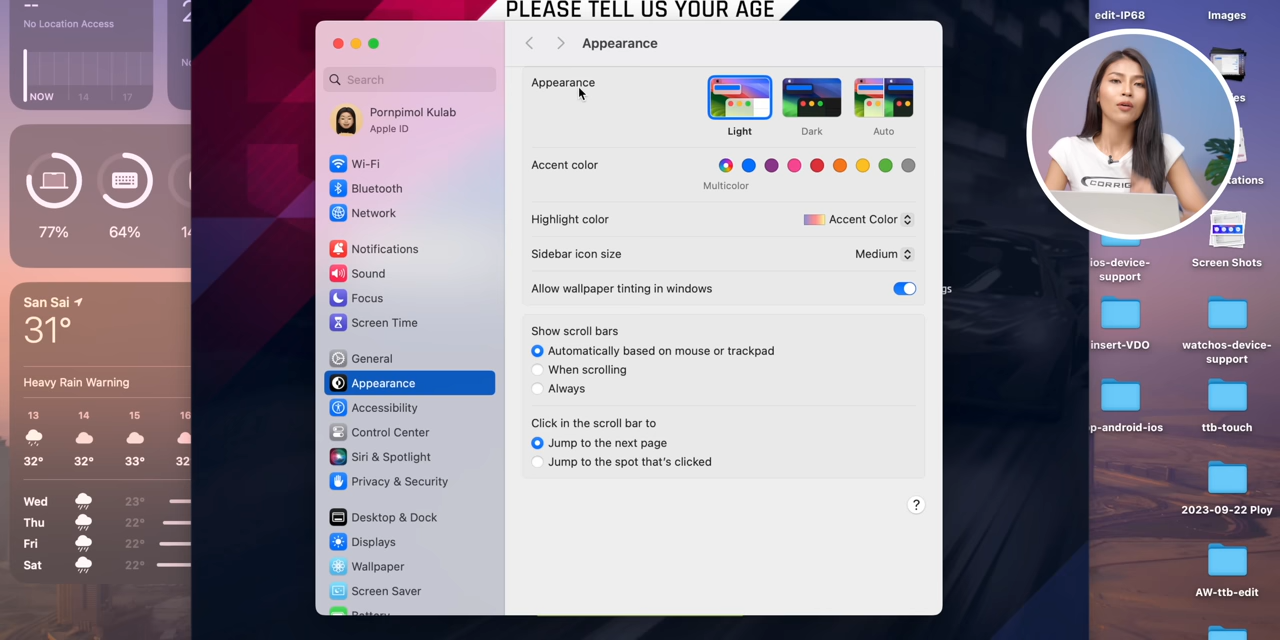 PLEASE TELL US YOUR AGE
No Location Access
NOW 14 17
77% 64%
San Sai
31°
Heavy Rain Warning
13 14 15 16
32° 32° 33° 32
Wed 23°
Thu 22°
Fri 22°
Sat 22°
Search
Pornpimol Kulab
Apple ID
Wi-Fi
Bluetooth
Network
Notifications
Sound
Focus
Screen Time
General
Appearance
Accessibility
Control Center
Siri & Spotlight
Privacy & Security
Desktop & Dock
Displays
Wallpaper
Screen Saver
Battery
Appearance
Appearance
Light Dark Auto
Accent color
Multicolor
Highlight color Accent Color
Sidebar icon size Medium
Allow wallpaper tinting in windows
Show scroll bars
Automatically based on mouse or trackpad
When scrolling
Always
Click in the scroll bar to
Jump to the next page
Jump to the spot that's clicked
?
edit-IP68 Images
CORRIG
ios-device-
support
Screen Shots
insert-VDO
watchos-device-
support
p-android-ios
ttb-touch
2023-09-22 Ploy
AW-ttb-edit